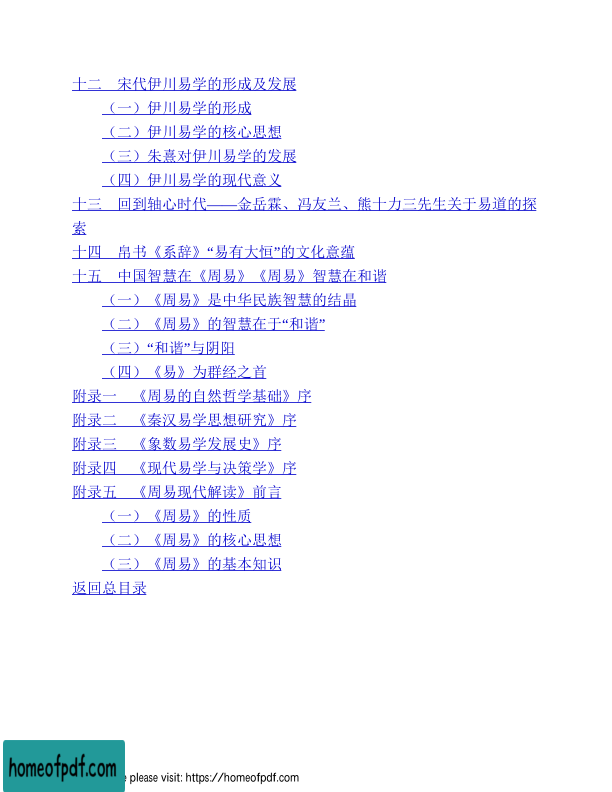 十二　宋代伊川易学的形成及发展
（一）伊川易学的形成
（二）伊川易学的核心思想
（三）朱熹对伊川易学的发展
（四）伊川易学的现代意义
十三　回到轴心时代——金岳霖、冯友兰、熊十力三先生关于易道的探
索
十四　帛书《系辞》“易有大恒”的文化意蕴
十五　中国智慧在《周易》《周易》智慧在和谐
（一）《周易》是中华民族智慧的结晶
（二）《周易》的智慧在于“和谐”
（三）“和谐”与阴阳
（四）《易》为群经之首
附录一　《周易的自然哲学基础》序
附录二　《秦汉易学思想研究》序
附录三　《象数易学发展史》序
附录四　《现代易学与决策学》序
附录五　《周易现代解读》前言
（一）《周易》的性质
（二）《周易》的核心思想
（三）《周易》的基本知识
返回总目录
homeofpdf.com
e please visit: https://homeofpdf.com